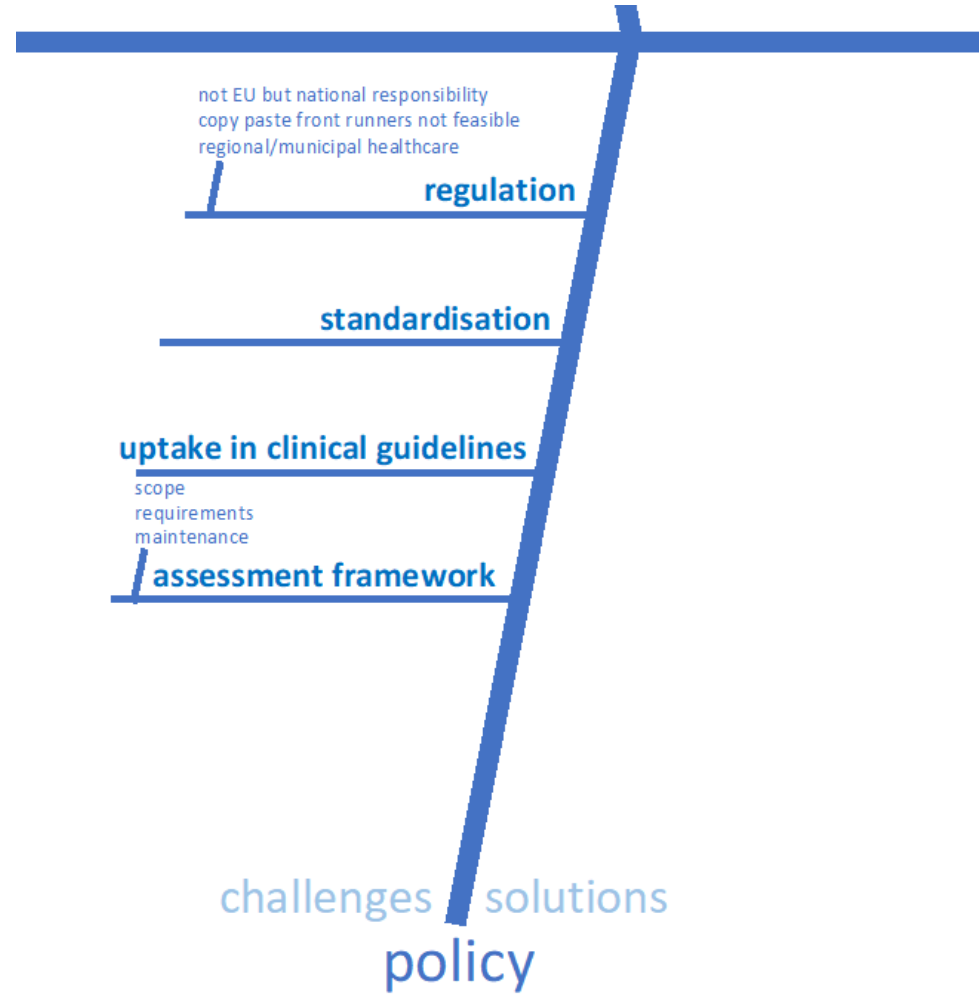 not EU but national responsibility
copy paste front runners not feasible
regional/municipal healthcare
regulation
standardisation
uptake in clinical guidelines
scope
requirements
maintenance
assessment framework
challenges solutions
policy